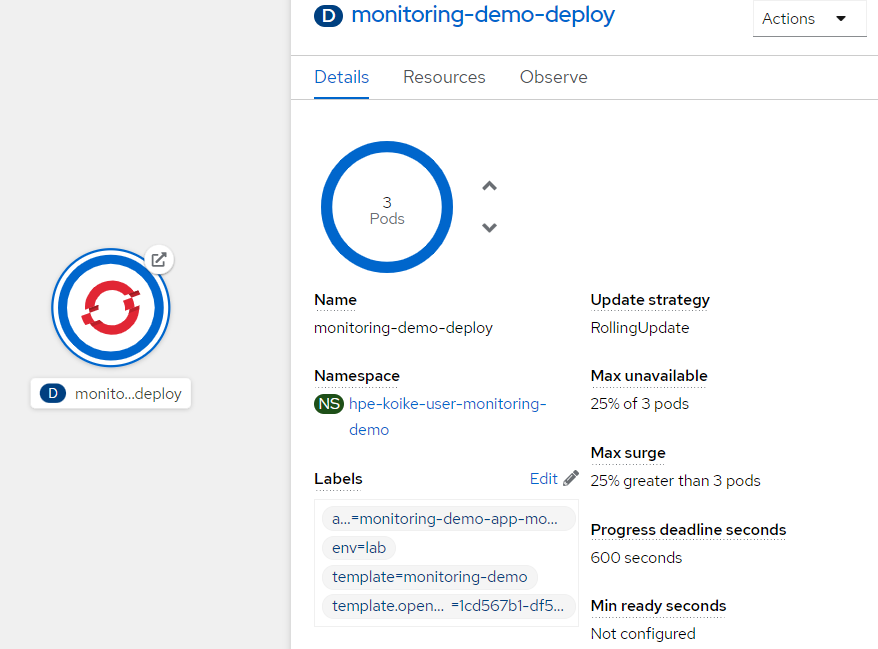 D monitoring-demo-deploy
Actions
Details Resources Observe
3
Pods
D monito...deploy
Name
monitoring-demo-deploy
Namespace
NS hpe-koike-user-monitoring-
demo
Labels
Edit
a...=monitoring-demo-app-mo...
env=lab
template=monitoring-demo
template.open... =1cd567b1-df5...
Update strategy
RollingUpdate
Max unavailable
25% of 3 pods
Max surge
25% greater than 3 pods
Progress deadline seconds
600 seconds
Min ready seconds
Not configured